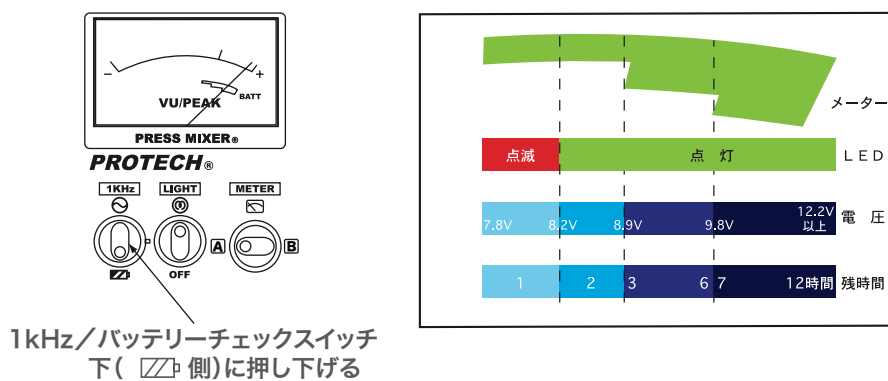 − +
BATT
VU/PEAK
PRESS MIXER®
PROTECH®
1KHz LIGHT METER
A B
OFF
1kHz／バッテリーチェックスイッチ
下( 側)に押し下げる
メーター
点滅 点 灯 ＬＥＤ
7.8V 8.2V 8.9V 9.8V 12.2V以上 電 圧
1 2 3 6 7 12時間 残時間